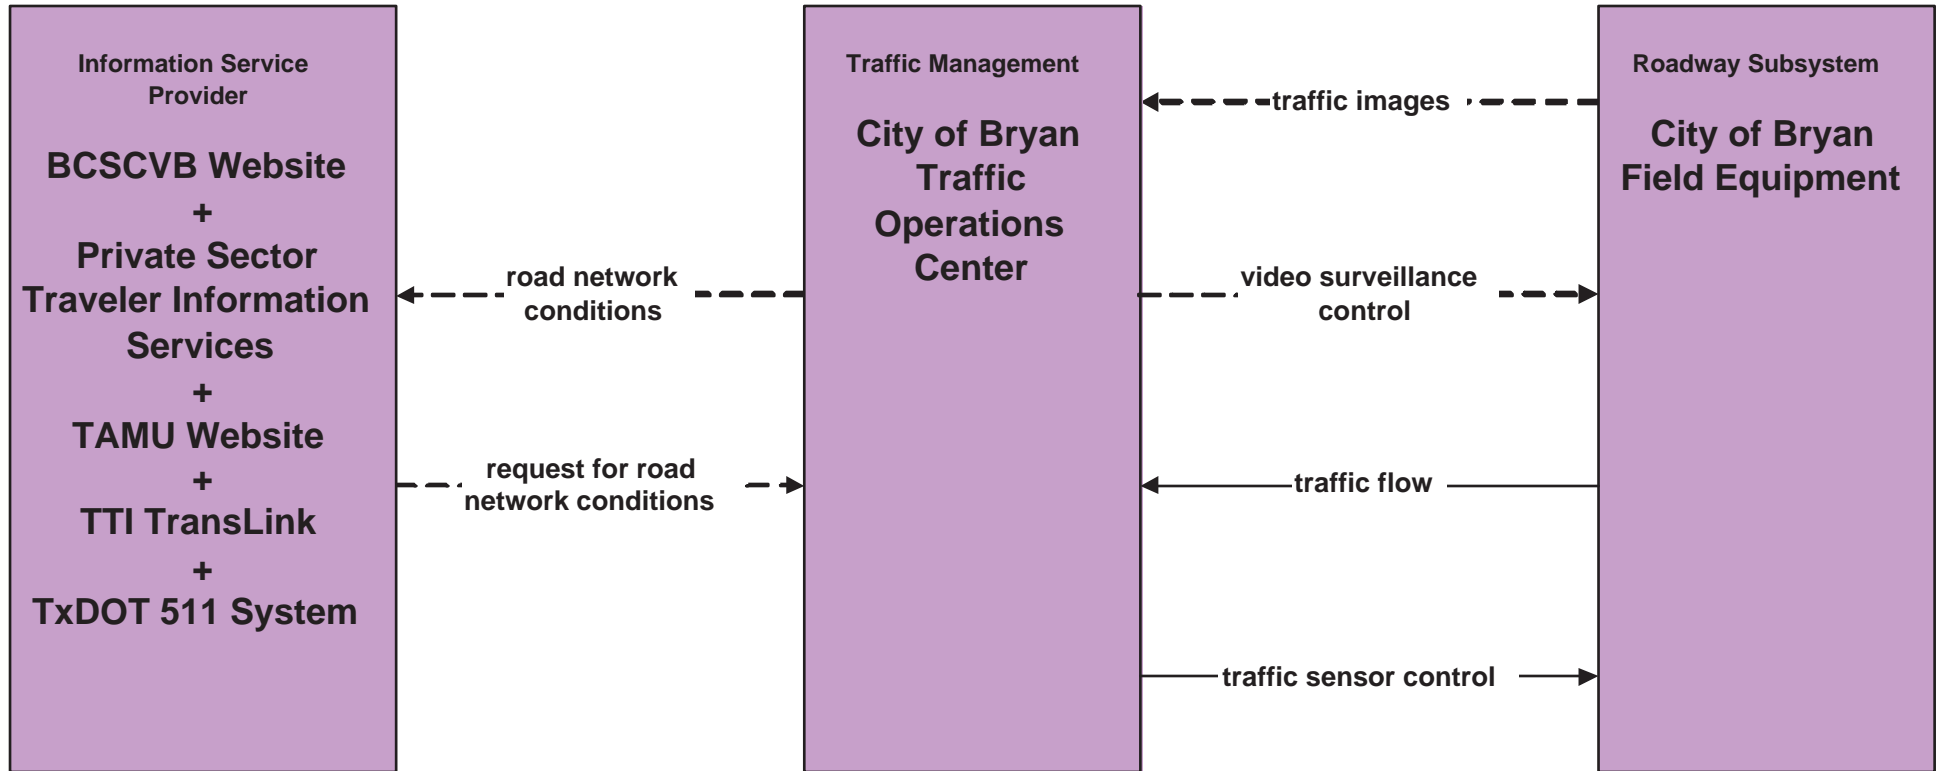 Information Service
Provider
BCSCVB Website
+
Private Sector
Traveler Information
Services
+
TAMU Website
+
TTI TransLink
+
TxDOT 511 System
road network
conditions
request for road
network conditions
Traffic Management
City of Bryan
Traffic
Operations
Center
traffic images
video surveillance
control
traffic flow
traffic sensor control
Roadway Subsystem
City of Bryan
Field Equipment